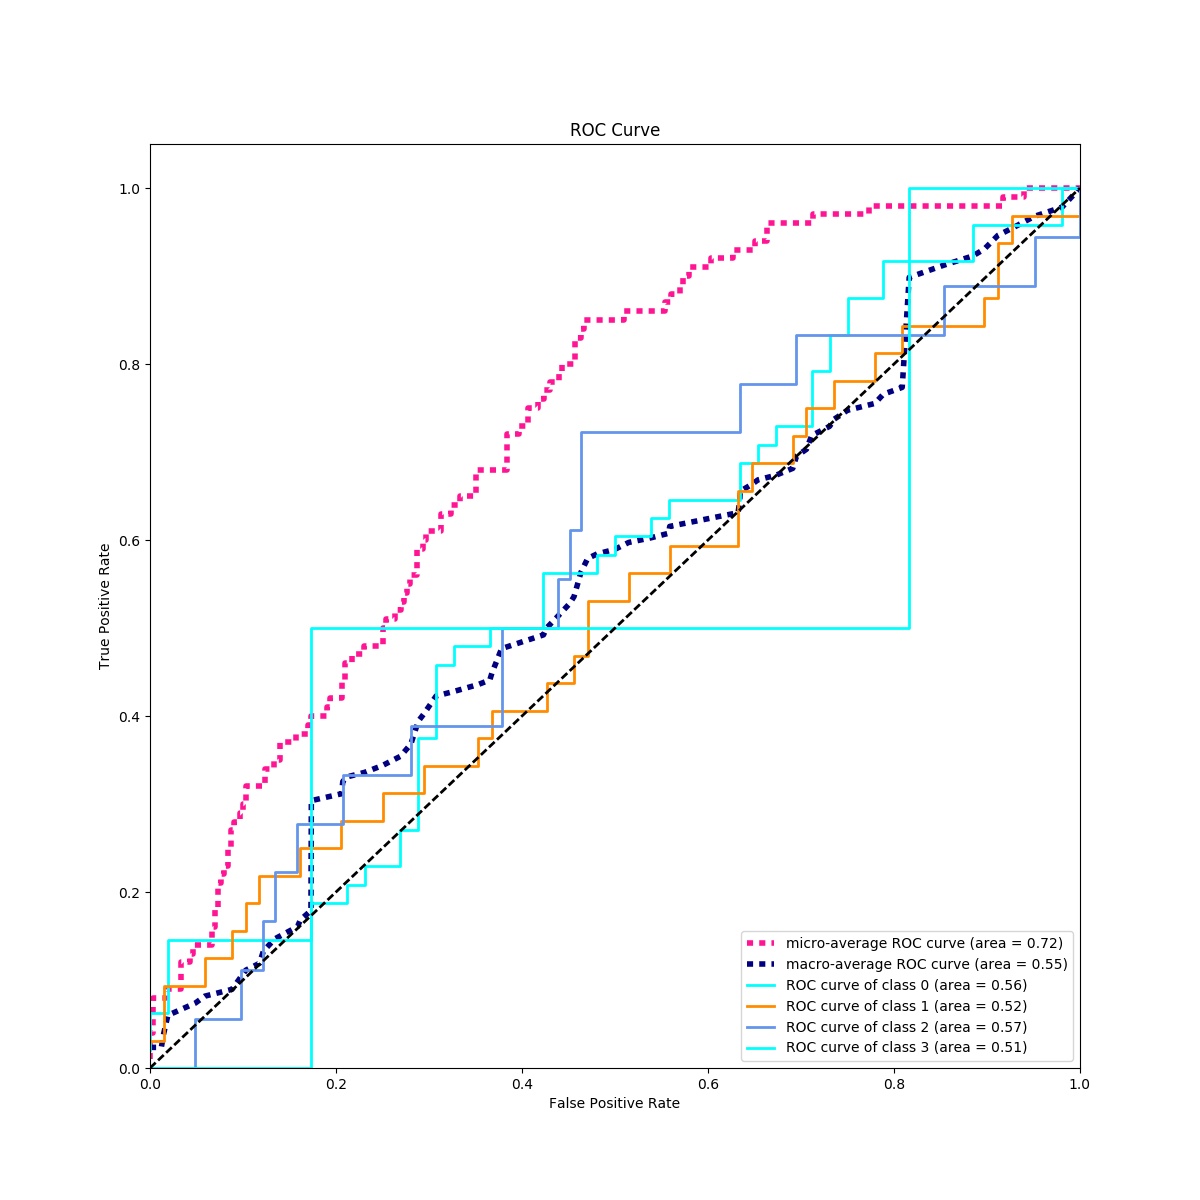 ROC Curve
1.0
0.8
0.6
0.4
0.2
0.0
True Positive Rate
micro-average ROC curve (area = 0.72)
macro-average ROC curve (area = 0.55)
ROC curve of class 0 (area = 0.56)
ROC curve of class 1 (area = 0.52)
ROC curve of class 2 (area = 0.57)
ROC curve of class 3 (area = 0.51)
0.0 0.2 0.4 0.6 0.8 1.0
False Positive Rate